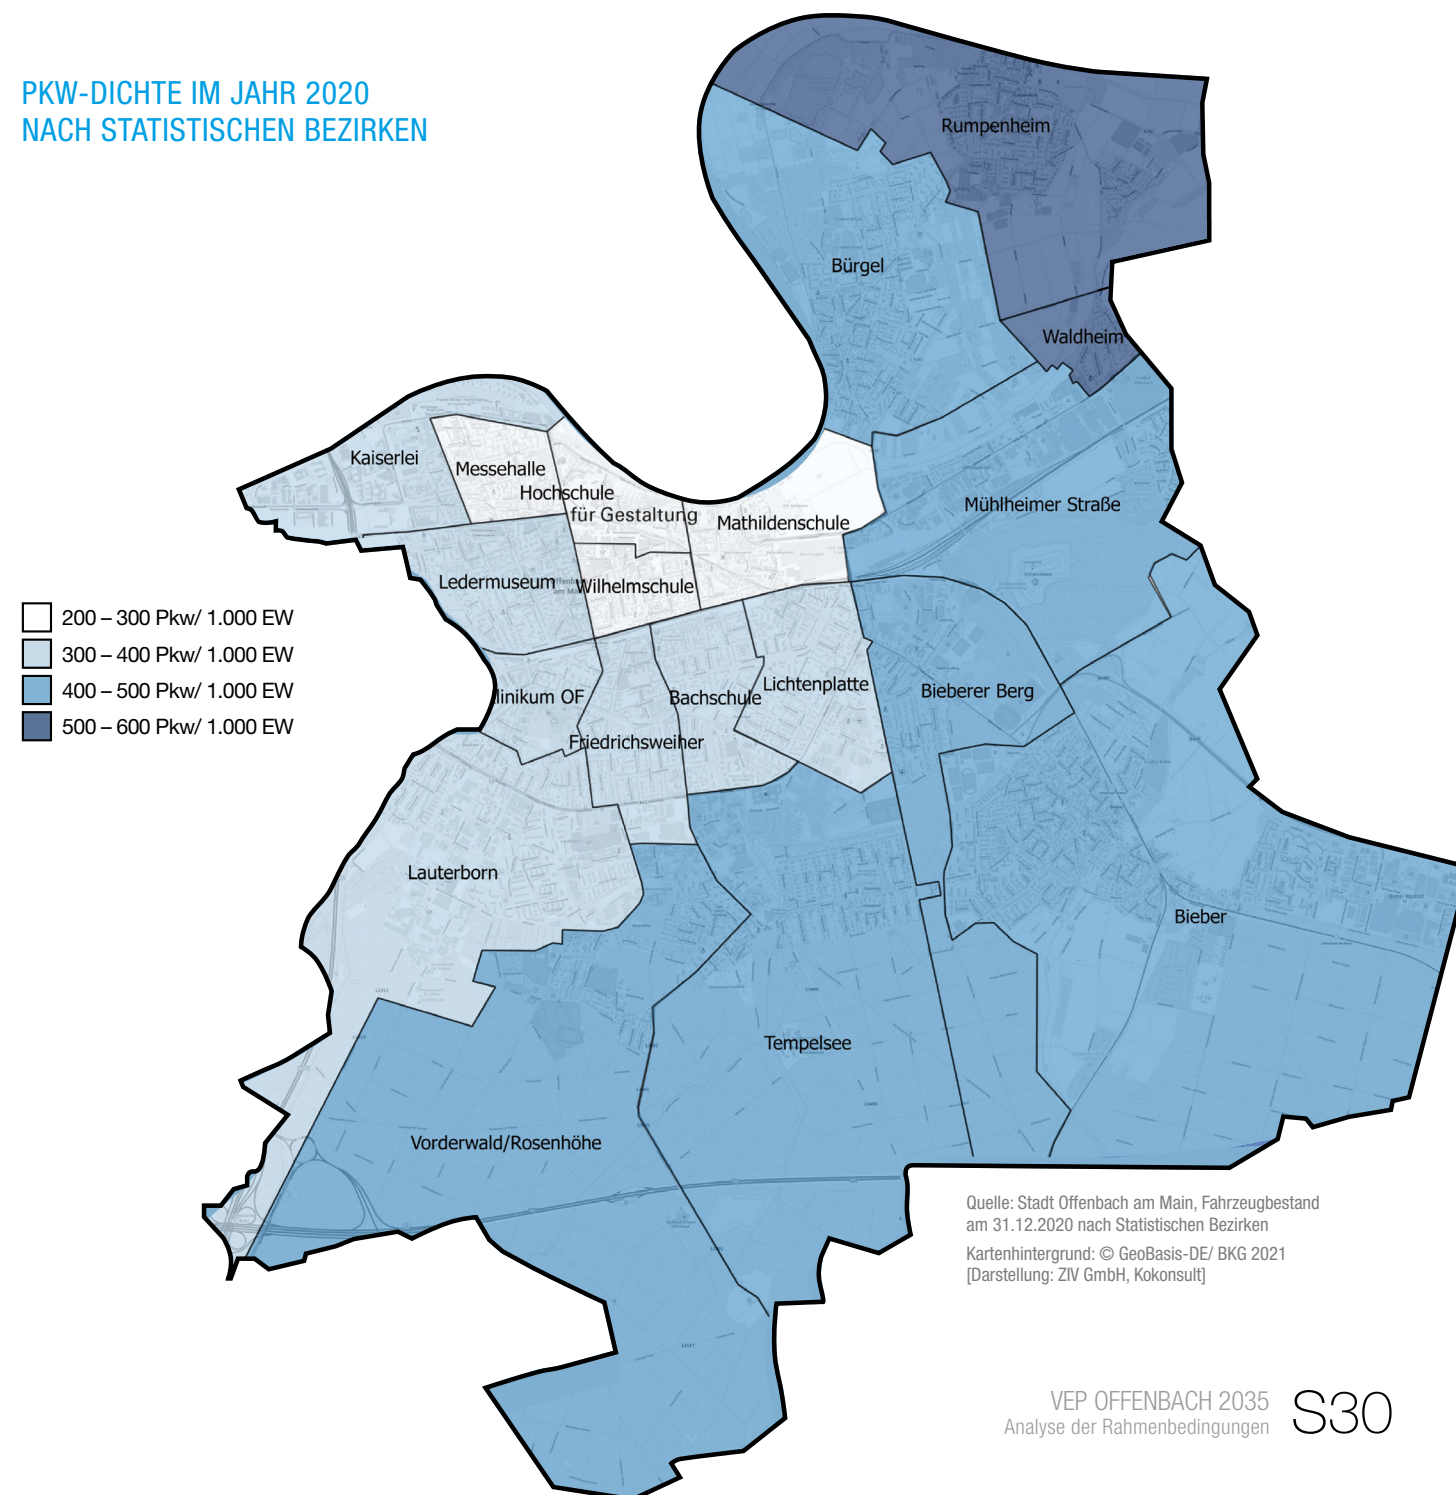 PKW-DICHTE IM JAHR 2020
NACH STATISTISCHEN BEZIRKEN
Rumpenheim
Bürgel
Waldheim
Kaiserlei
Messehalle
Hochschule
für Gestaltung
Mathildenschule
Mühlheimer Straße
Ledermuseum
Wilhelmschule
200 – 300 Pkw/ 1.000 EW
300 – 400 Pkw/ 1.000 EW
400 – 500 Pkw/ 1.000 EW
500 – 600 Pkw/ 1.000 EW
linikum OF
Bachschule
Lichtenplatte
Bieberer Berg
Friedrichsweiher
Lauterborn
Bieber
Tempelsee
Vorderwald/Rosenhöhe
Quelle: Stadt Offenbach am Main, Fahrzeugbestand
am 31.12.2020 nach Statistischen Bezirken
Kartenhintergrund: © GeoBasis-DE/ BKG 2021
[Darstellung: ZIV GmbH, Kokonsult]
VEP OFFENBACH 2035
Analyse der Rahmenbedingungen
S30